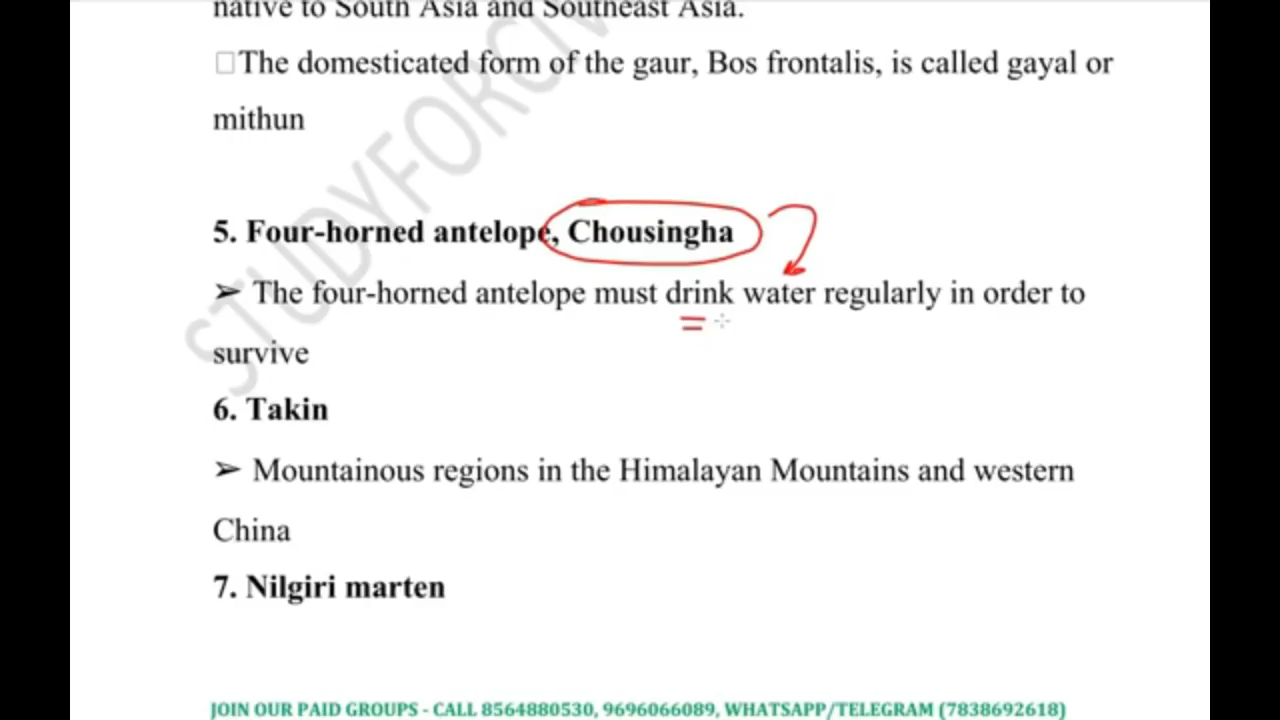 native to South Asia and Southeast Asia.
□The domesticated form of the gaur, Bos frontalis, is called gayal or
mithun
5. Four-horned antelope, Chousingha
➢ The four-horned antelope must drink water regularly in order to
survive
6. Takin
➢ Mountainous regions in the Himalayan Mountains and western
China
7. Nilgiri marten
STUDYFORCIV
JOIN OUR PAID GROUPS - CALL 8564880530, 9696066089, WHATSAPP/TELEGRAM (7838692618)